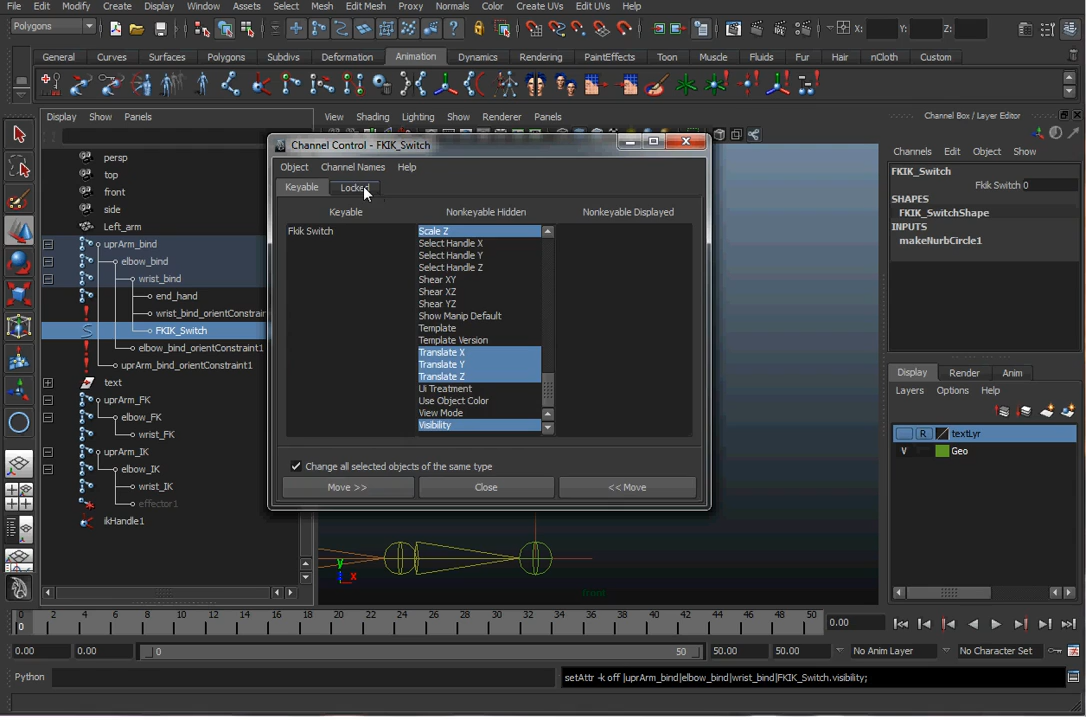 File Edit Modify Create Display Window Assets Select Mesh Edit Mesh Proxy Normals Color Create UVs Edit UVs Help
Polygons X: Y: Z:
General Curves Surfaces Polygons Subdivs Deformation Animation Dynamics Rendering PaintEffects Toon Muscle Fluids Fur Hair nCloth Custom
Display Show Panels
View Shading Lighting Show Renderer Panels
Channel Box / Layer Editor
Channels Edit Object Show
persp
top
front
side
Left_arm
uprArm_bind
elbow_bind
wrist_bind
end_hand
wrist_bind_orientConstrair
FKIK_Switch
elbow_bind_orientConstraint1
uprArm_bind_orientConstraint1
text
uprArm_FK
elbow_FK
wrist_FK
uprArm_IK
elbow_IK
wrist_IK
effector1
ikHandle1
Channel Control - FKIK_Switch
Object Channel Names Help
Keyable Locked
Keyable Nonkeyable Hidden Nonkeyable Displayed
Fkik Switch
Scale Z
Select Handle X
Select Handle Y
Select Handle Z
Shear XY
Shear XZ
Shear YZ
Show Manip Default
Template
Template Version
Translate X
Translate Y
Translate Z
Ui Treatment
Use Object Color
View Mode
Visibility
Change all selected objects of the same type
Move >> Close << Move
y
x
front
FKIK_Switch
Fkik Switch 0
SHAPES
FKIK_SwitchShape
INPUTS
makeNurbCircle1
Display Render Anim
Layers Options Help
R textLyr
V Geo
0 2 4 6 8 10 12 14 16 18 20 22 24 26 28 30 32 34 36 38 40 42 44 46 48 50
0.00
0.00 0.00 0 50 50.00 50.00 No Anim Layer No Character Set
Python
setAttr -k off |uprArm_bind|elbow_bind|wrist_bind|FKIK_Switch.visibility;